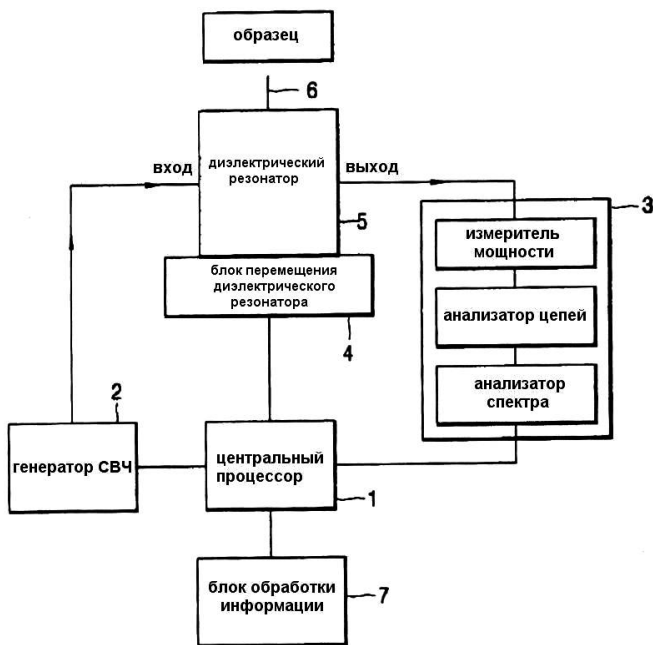 образец
6
вход
диэлектрический
резонатор
выход
5
3
измеритель
мощности
блок перемещения
диэлектрического
резонатора
4
анализатор цепей
анализатор
спектра
2
генератор СВЧ
центральный
процессор
1
блок обработки
информации
7